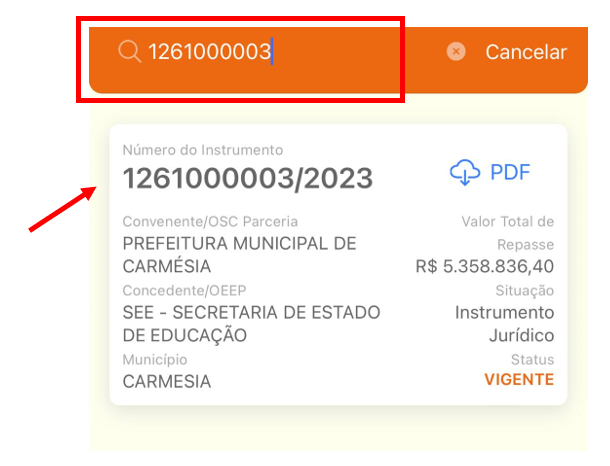 1261000003
Cancelar
Número do Instrumento
1261000003/2023
PDF
Convenente/OSC Parceria
PREFEITURA MUNICIPAL DE
CARMÉSIA
Valor Total de
Repasse
R$ 5.358.836,40
Concedente/OEEP
SEE - SECRETARIA DE ESTADO
DE EDUCAÇÃO
Situação
Instrumento
Jurídico
Município
CARMESIA
Status
VIGENTE